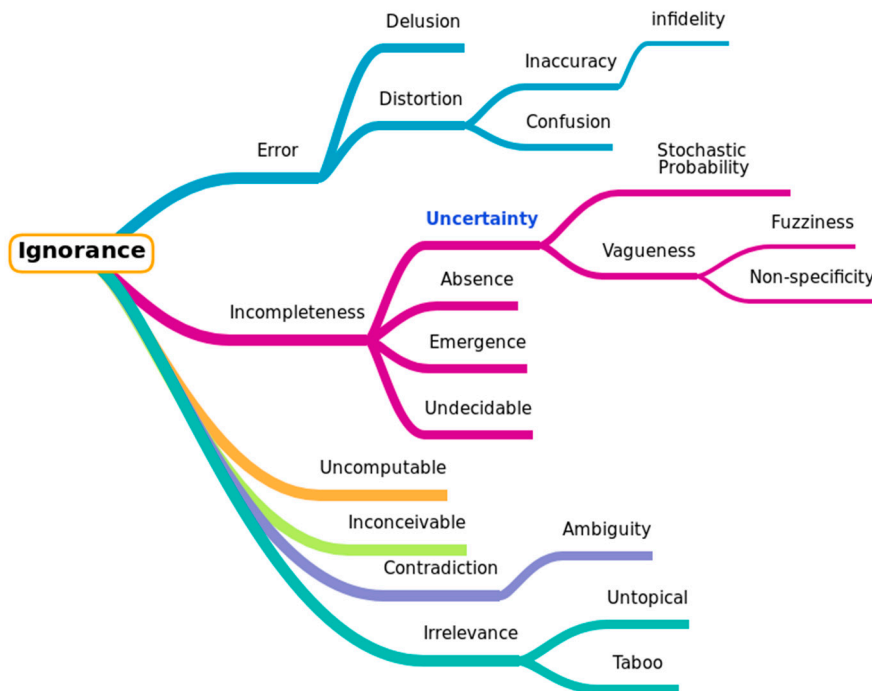 Delusion
infidelity
Inaccuracy
Distortion
Confusion
Error
Stochastic
Probability
Uncertainty
Fuzziness
Vagueness
Non-specificity
Ignorance
Absence
Incompleteness
Emergence
Undecidable
Uncomputable
Inconceivable
Ambiguity
Contradiction
Untopical
Irrelevance
Taboo